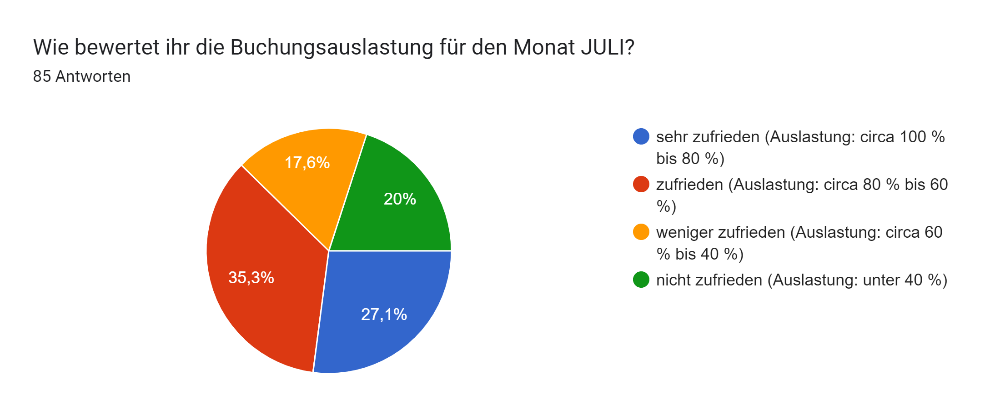 Wie bewertet ihr die Buchungsauslastung für den Monat JULI?
85 Antworten
17,6%
20%
35,3%
27,1%
sehr zufrieden (Auslastung: circa 100 %
bis 80 %)
zufrieden (Auslastung: circa 80 % bis 60
%)
weniger zufrieden (Auslastung: circa 60
% bis 40 %)
nicht zufrieden (Auslastung: unter 40 %)